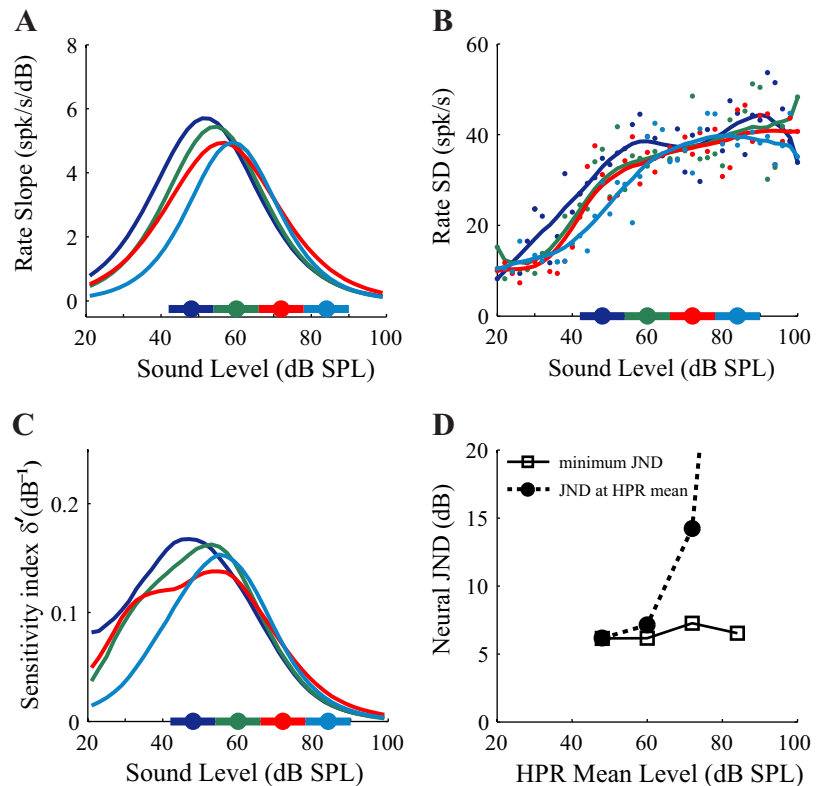 A
Rate Slope (spk/s/dB)
8
6
4
2
0
20 40 60 80 100
Sound Level (dB SPL)
B
Rate SD (spk/s)
60
40
20
0
20 40 60 80 100
Sound Level (dB SPL)
C
Sensitivity index δ′(dB⁻¹)
0.2
0.1
0
20 40 60 80 100
Sound Level (dB SPL)
D
Neural JND (dB)
20
15
10
5
0
minimum JND
JND at HPR mean
20 40 60 80 100
HPR Mean Level (dB SPL)